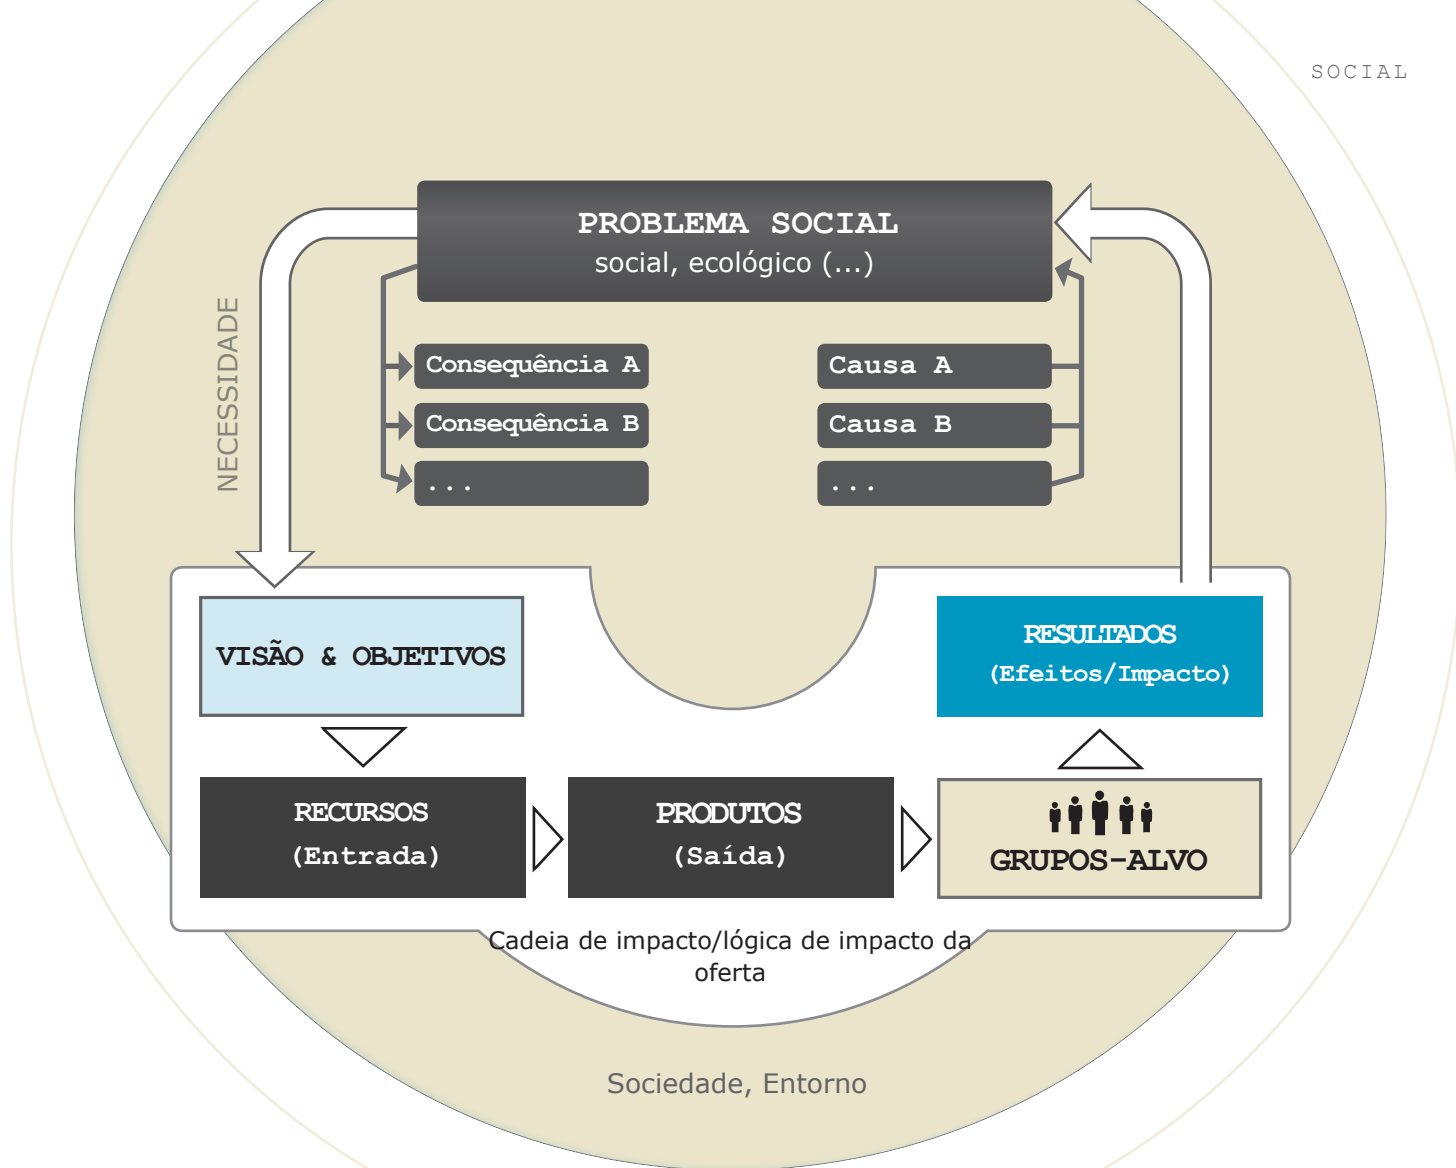 SOCIAL
PROBLEMA SOCIAL
social, ecológico (...)
NECESSIDADE
Consequência A
Consequência B
...
Causa A
Causa B
...
VISÃO & OBJETIVOS
RESULTADOS
(Efeitos/Impacto)
RECURSOS
(Entrada)
PRODUTOS
(Saída)
GRUPOS-ALVO
Cadeia de impacto/lógica de impacto da
oferta
Sociedade, Entorno